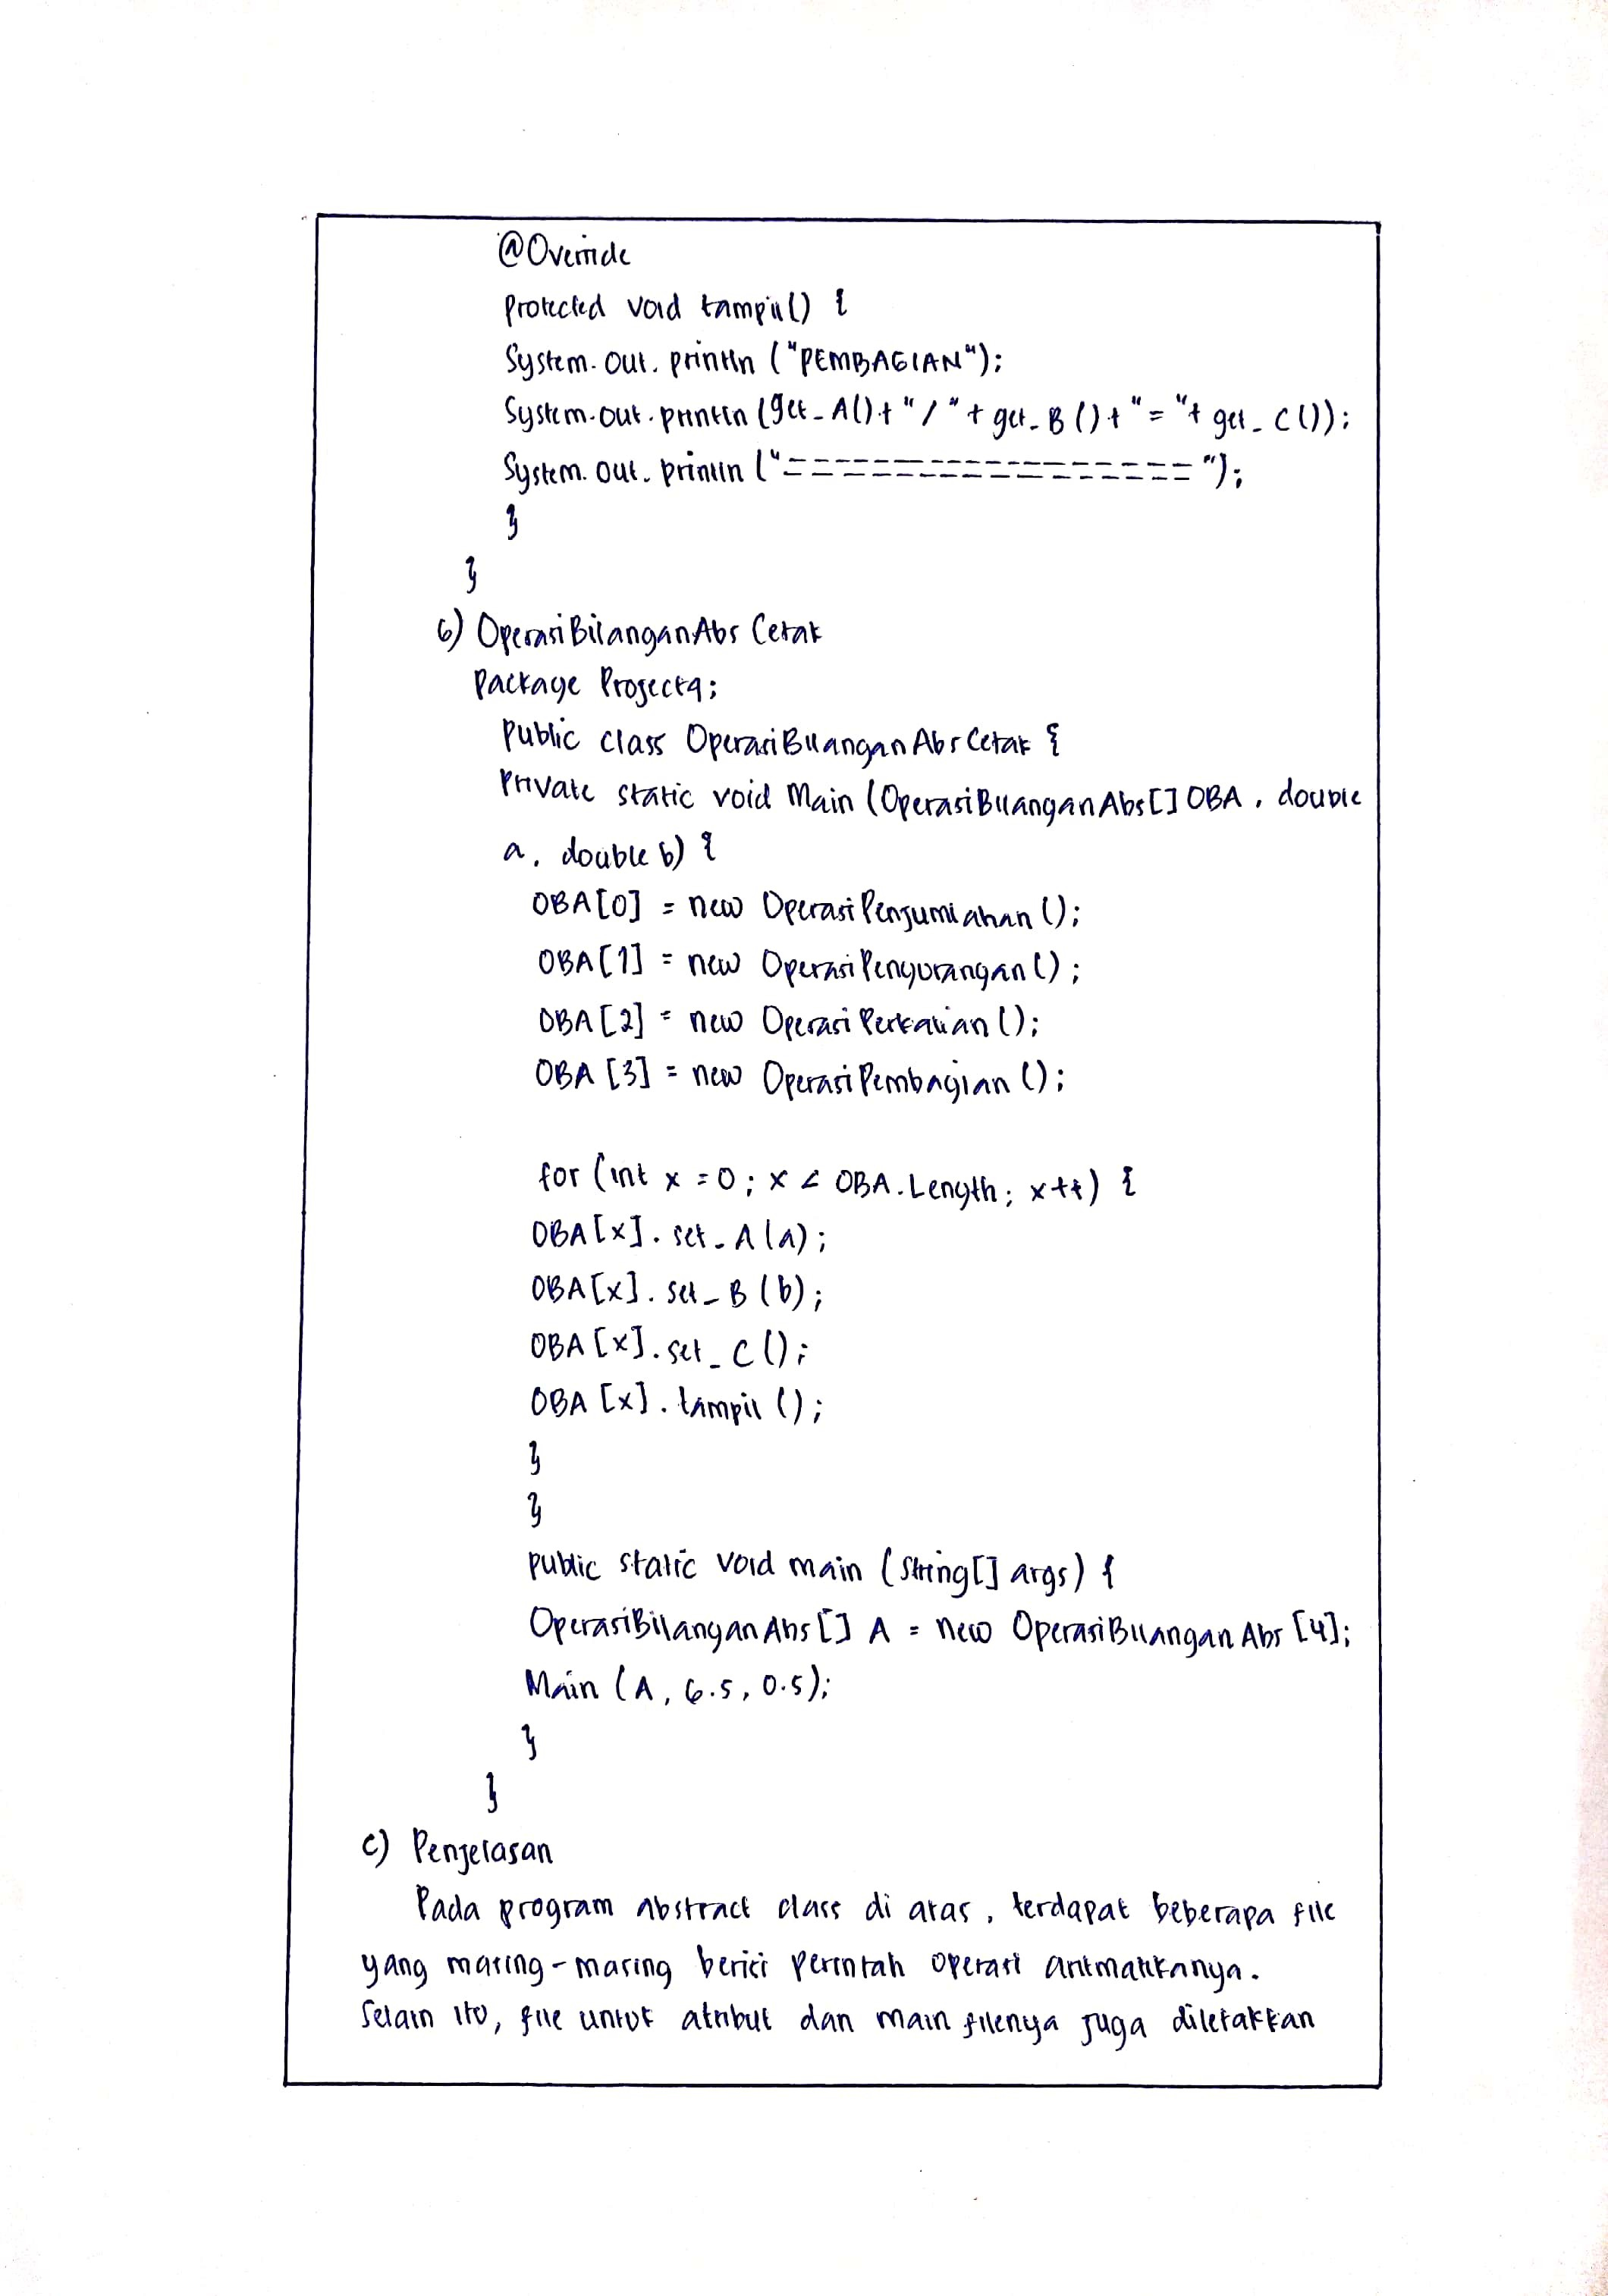 @Override
protected void tampil() {
System.out.println ("PEMBAGIAN");
System.out.println (get_A()+"/"+get_B()+"="+get_C());
System.out.println ("==================");
}
}
6) OperasiBilanganAbsCetak
Package Project4;
Public class OperasiBilanganAbsCetak {
Private static void Main (OperasiBilanganAbs[] OBA, double
a, double b) {
OBA[0] = new OperasiPenjumlahan ();
OBA[1] = new OperasiPengurangan ();
OBA[2] = new OperasiPerkalian ();
OBA[3] = new OperasiPembagian ();
for (int x = 0; x < OBA.Length; x++) {
OBA[x].set_A(a);
OBA[x].set_B(b);
OBA[x].set_C();
OBA[x].tampil ();
}
}
public static void main (String[] args) {
OperasiBilanganAbs[] A = new OperasiBilanganAbs [4];
Main (A, 6.5, 0.5);
}
}
c) Penjelasan
Pada program abstract class di atas, terdapat beberapa file
yang masing-masing berisi perintah operasi aritmatikanya.
Selain itu, file untuk atribut dan main filenya juga diletakkan